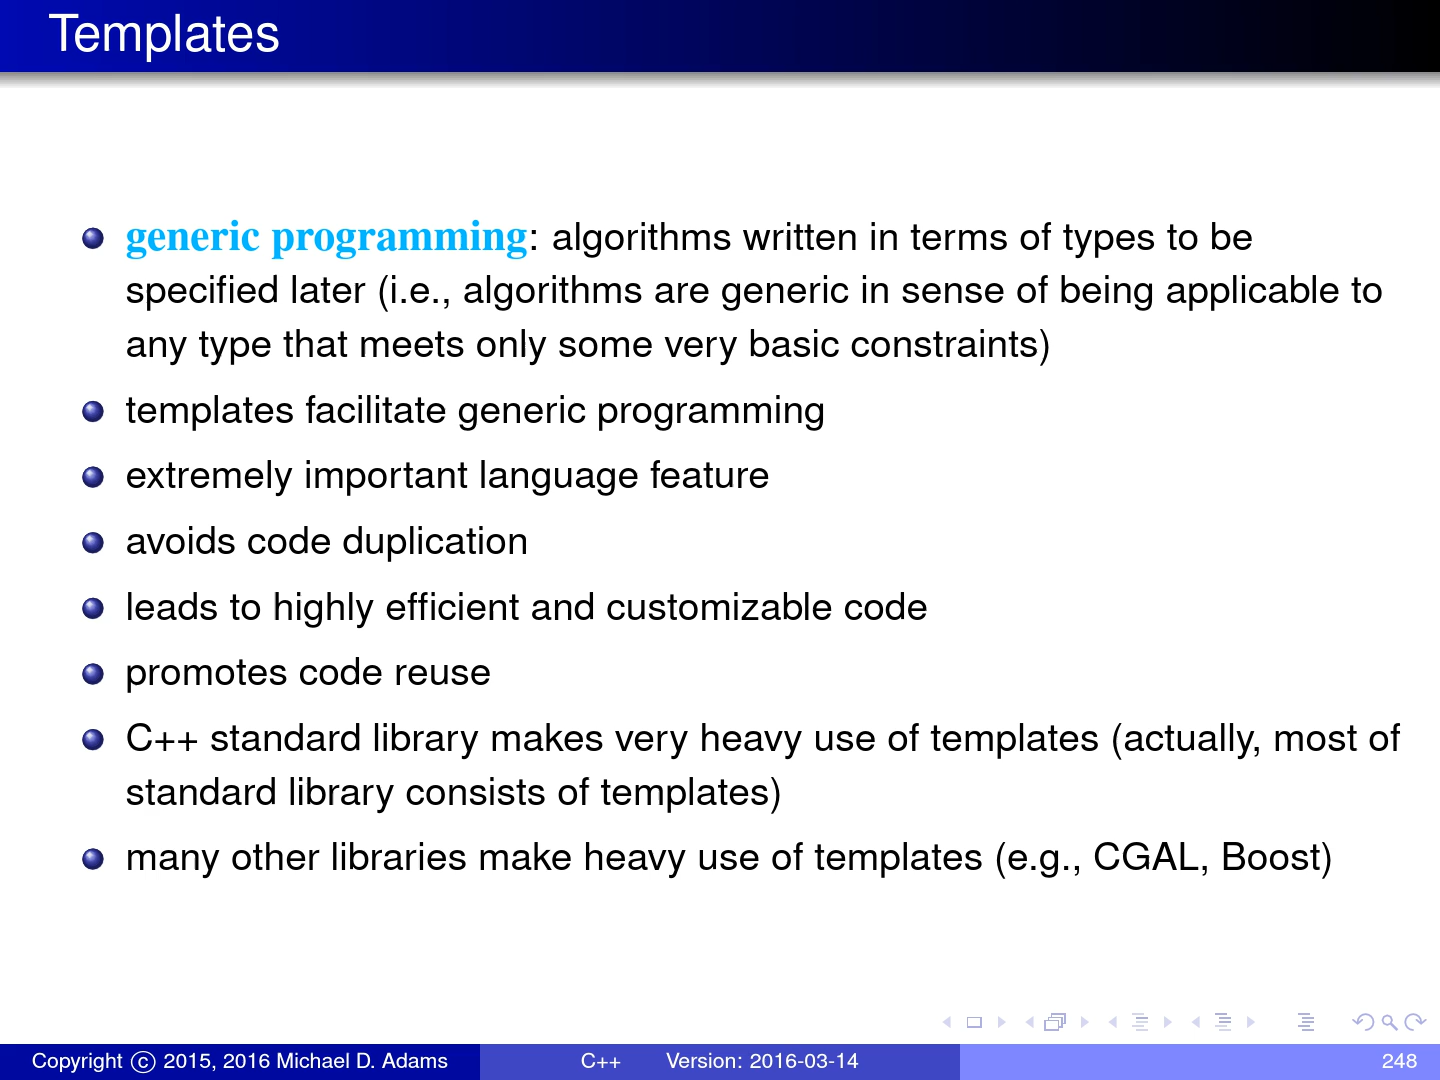 Templates
generic programming: algorithms written in terms of types to be
specified later (i.e., algorithms are generic in sense of being applicable to
any type that meets only some very basic constraints)
templates facilitate generic programming
extremely important language feature
avoids code duplication
leads to highly efficient and customizable code
promotes code reuse
C++ standard library makes very heavy use of templates (actually, most of
standard library consists of templates)
many other libraries make heavy use of templates (e.g., CGAL, Boost)
Copyright © 2015, 2016 Michael D. Adams C++ Version: 2016-03-14 248